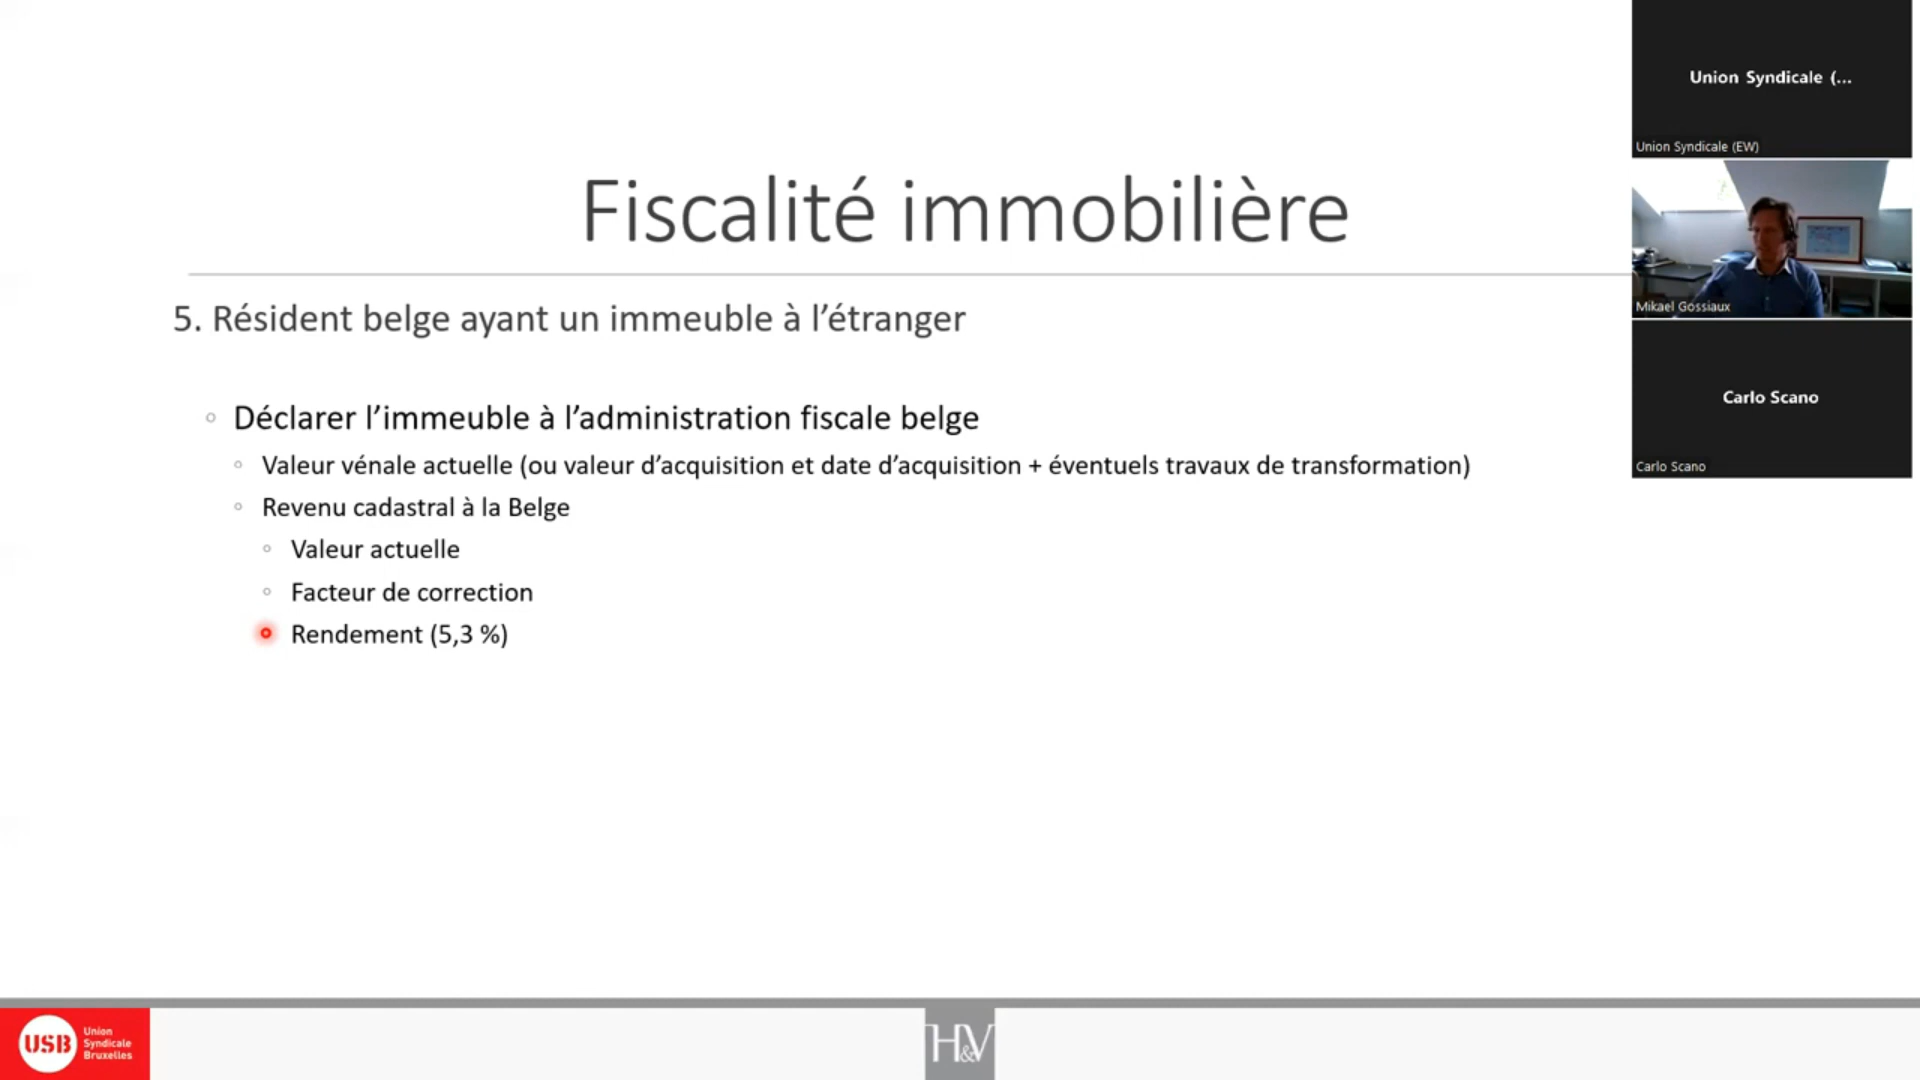 Fiscalité immobilière
5. Résident belge ayant un immeuble à l’étranger
Déclarer l’immeuble à l’administration fiscale belge
Valeur vénale actuelle (ou valeur d’acquisition et date d’acquisition + éventuels travaux de transformation)
Revenu cadastral à la Belge
Valeur actuelle
Facteur de correction
Rendement (5,3 %)
Union Syndicale (...
Union Syndicale (EW)
Mikael Gossiaux
Carlo Scano
Carlo Scano
USB
Union
Syndicale
Bruxelles
H&V